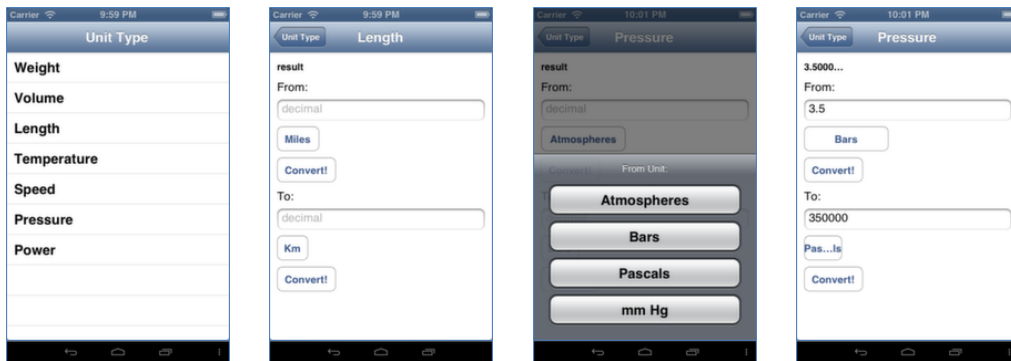 Carrier 9:59 PM
Unit Type
Weight
Volume
Length
Temperature
Speed
Pressure
Power
Carrier 9:59 PM
Unit Type Length
result
From:
decimal
Miles
Convert!
To:
decimal
Km
Convert!
Carrier 10:01 PM
Unit Type Pressure
result
From:
decimal
Atmospheres
Convert!
From Unit:
Atmospheres
Bars
Pascals
mm Hg
Carrier 10:01 PM
Unit Type Pressure
3.5000...
From:
3.5
Bars
Convert!
To:
350000
Pas...ls
Convert!